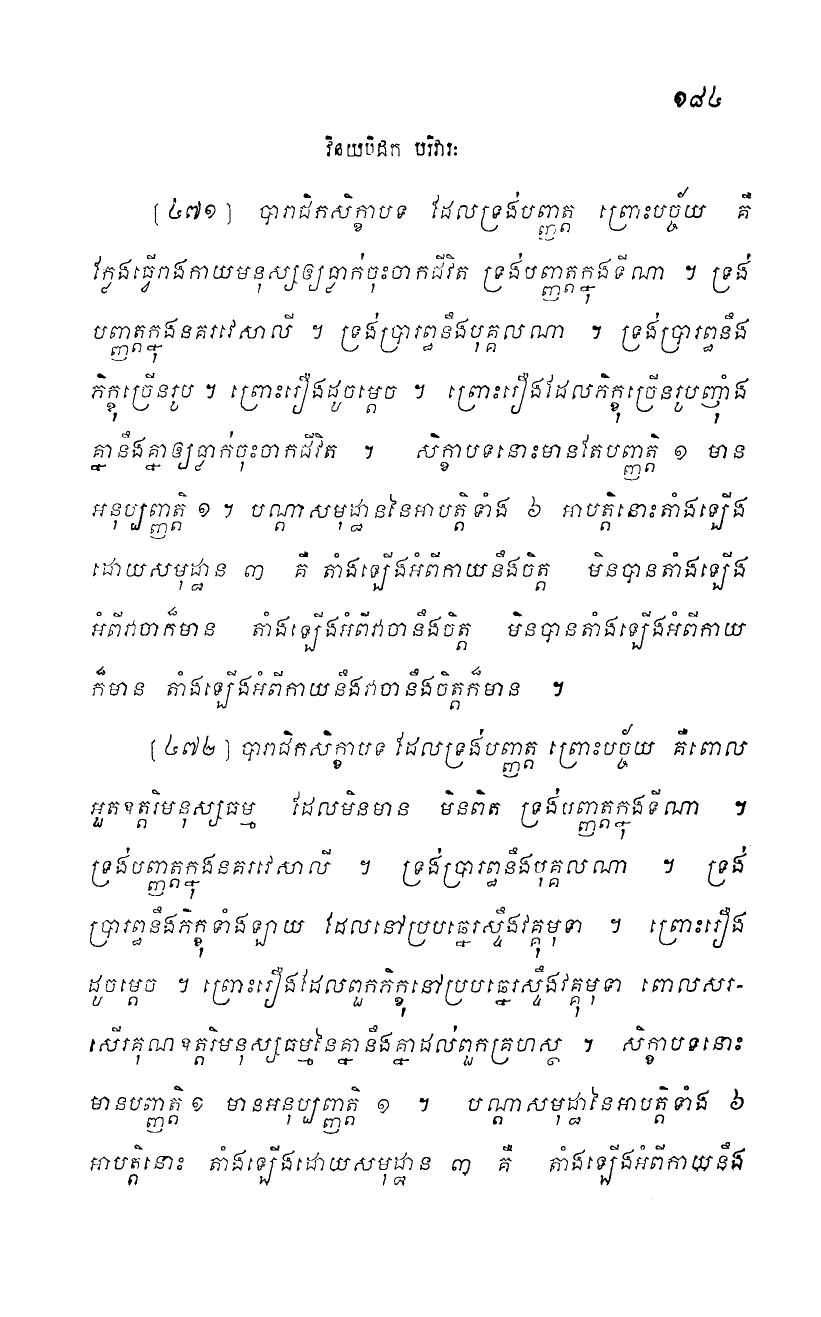 ១៨៤
វិនយបិដក បរិវារៈ
[៤៧១] បារាជិកសិក្ខាបទ ដែលទ្រង់បញ្ញត្ត ព្រោះបច្ច័យ គឺ
ក្លែងធ្វើរាងកាយមនុស្សឲ្យធ្លាក់ចុះចាកជីវិត ទ្រង់បញ្ញត្តក្នុងទីណា ។ ទ្រង់
បញ្ញត្តក្នុងនគរវេសាលី ។ ទ្រង់ប្រារព្ធនឹងបុគ្គលណា ។ ទ្រង់ប្រារព្ធនឹង
ភិក្ខុច្រើនរូប ។ ព្រោះរឿងដូចម្តេច ។ ព្រោះរឿងដែលភិក្ខុច្រើនរូបញ៉ាំង
គ្នានឹងគ្នាឲ្យធ្លាក់ចុះចាកជីវិត ។ សិក្ខាបទនោះមានតែបញ្ញត្តិ ១ មាន
អនុប្បញ្ញត្តិ ១ ។ បណ្តាសមុដ្ឋាននៃអាបត្តិទាំង ៦ អាបត្តិនោះតាំងឡើង
ដោយសមុដ្ឋាន ៣ គឺ តាំងឡើងអំពីកាយនឹងចិត្ត មិនបានតាំងឡើង
អំពីវាចាក៏មាន តាំងឡើងអំពីវាចានឹងចិត្ត មិនបានតាំងឡើងអំពីកាយ
ក៏មាន តាំងឡើងអំពីកាយនឹងវាចានឹងចិត្តក៏មាន ។
[៤៧២] បារាជិកសិក្ខាបទ ដែលទ្រង់បញ្ញត្ត ព្រោះបច្ច័យ គឺពោល
អួតឧត្តរិមនុស្សធម្ម ដែលមិនមាន មិនពិត ទ្រង់បញ្ញត្តក្នុងទីណា ។
ទ្រង់បញ្ញត្តក្នុងនគរវេសាលី ។ ទ្រង់ប្រារព្ធនឹងបុគ្គលណា ។ ទ្រង់
ប្រារព្ធនឹងភិក្ខុទាំងឡាយ ដែលនៅប្របឆ្នេរស្ទឹងវគ្គុមុទា ។ ព្រោះរឿង
ដូចម្តេច ។ ព្រោះរឿងដែលពួកភិក្ខុនៅប្របឆ្នេរស្ទឹងវគ្គុមុទា ពោលសរ-
សើរគុណឧត្តរិមនុស្សធម្មនៃគ្នានឹងគ្នាដល់ពួកគ្រហស្ថ ។ សិក្ខាបទនោះ
មានបញ្ញត្តិ ១ មានអនុប្បញ្ញត្តិ ១ ។ បណ្តាសមុដ្ឋានៃអាបត្តិទាំង ៦
អាបត្តិនោះ តាំងឡើងដោយសមុដ្ឋាន ៣ គឺ តាំងឡើងអំពីកាយនឹង